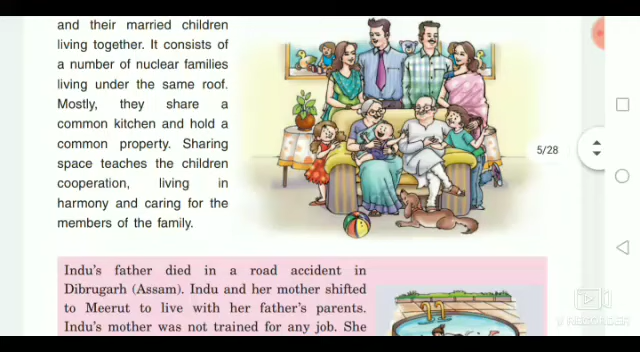 and their married children
living together. It consists of
a number of nuclear families
living under the same roof.
Mostly, they share a
common kitchen and hold a
common property. Sharing
space teaches the children
cooperation, living in
harmony and caring for the
members of the family.
5/28
Indu's father died in a road accident in
Dibrugarh (Assam). Indu and her mother shifted
to Meerut to live with her father's parents.
Indu's mother was not trained for any job. She
RECORDER